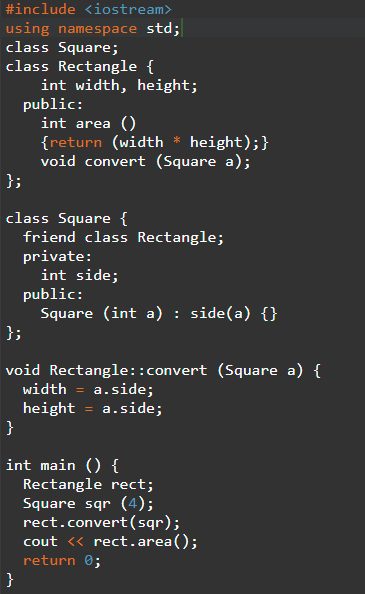 #include <iostream>
using namespace std;
class Square;
class Rectangle {
    int width, height;
  public:
    int area ()
    {return (width * height);}
    void convert (Square a);
};

class Square {
  friend class Rectangle;
  private:
    int side;
  public:
    Square (int a) : side(a) {}
};

void Rectangle::convert (Square a) {
  width = a.side;
  height = a.side;
}

int main () {
  Rectangle rect;
  Square sqr (4);
  rect.convert(sqr);
  cout << rect.area();
  return 0;
}